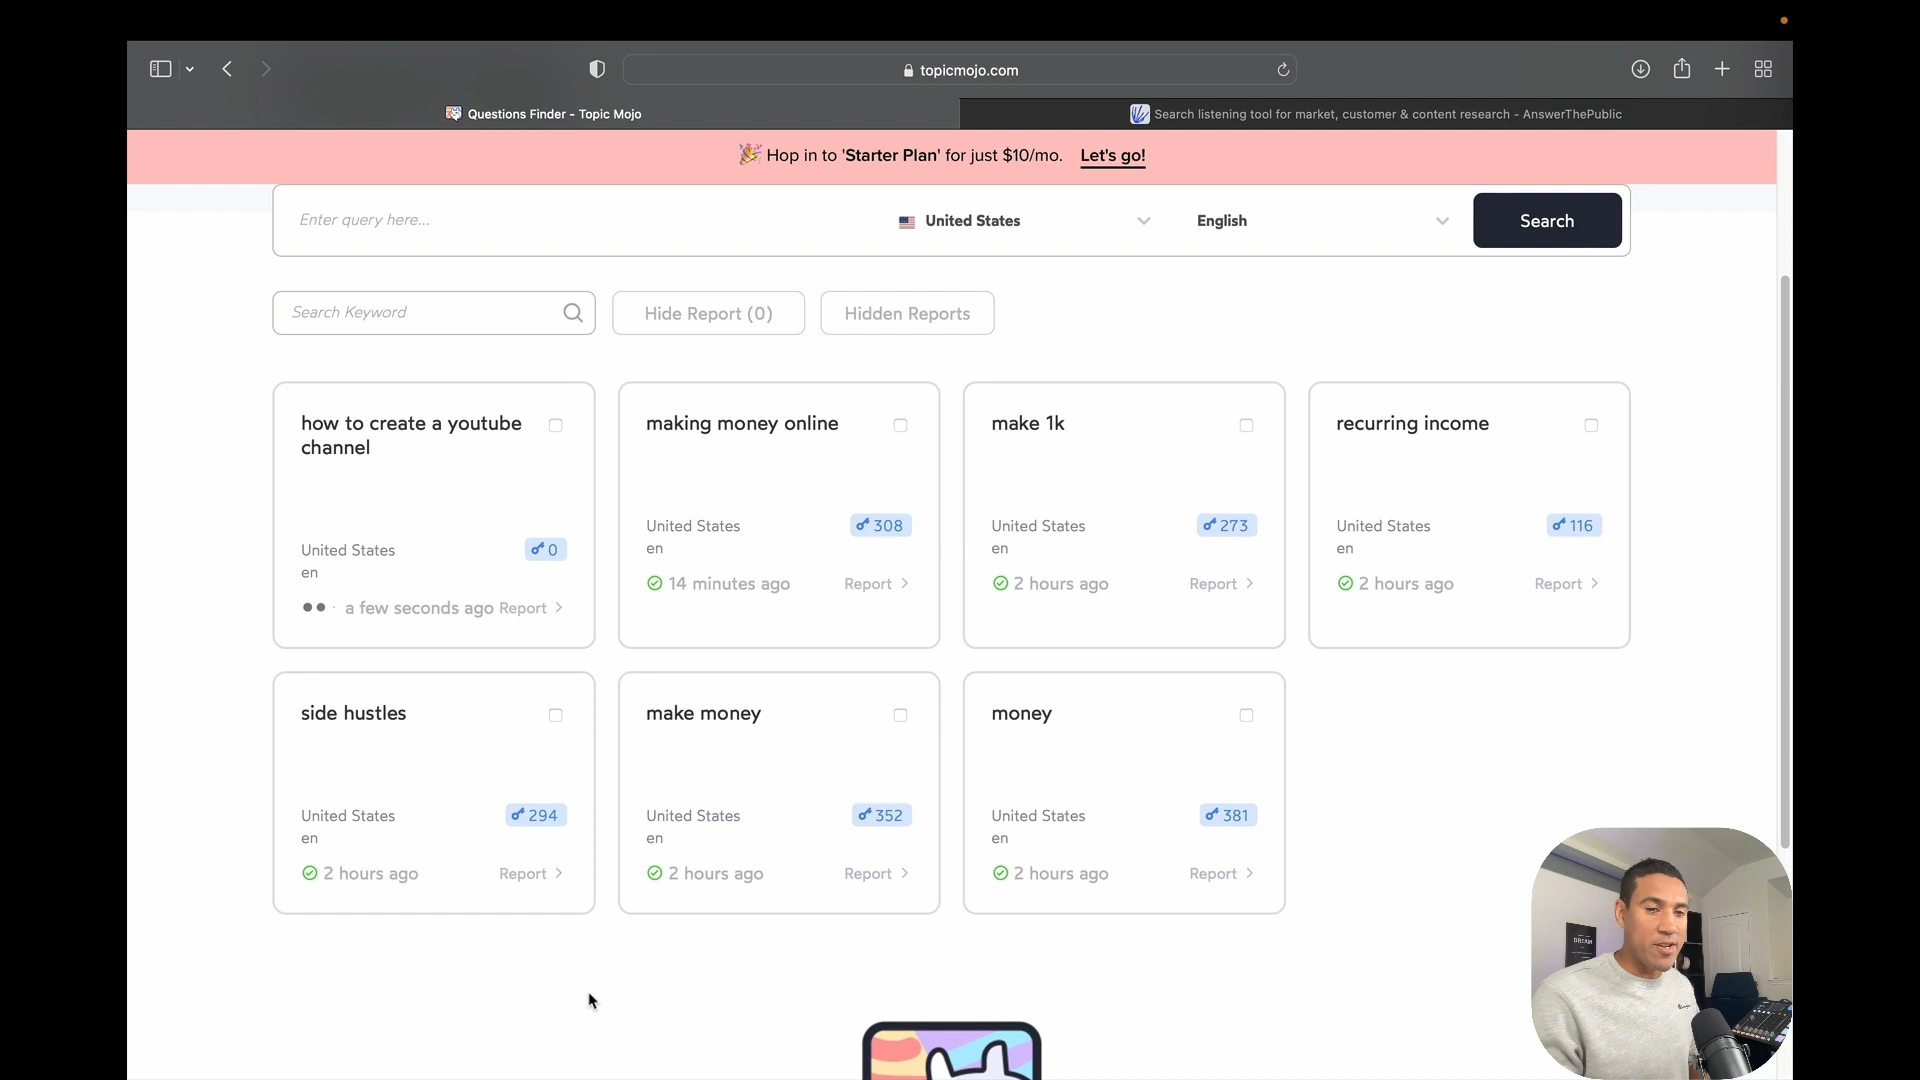 topicmojo.com
Questions Finder - Topic Mojo
Search listening tool for market, customer & content research - AnswerThePublic
Hop in to 'Starter Plan' for just $10/mo. Let's go!
Enter query here...
United States
English
Search
Search Keyword
Hide Report (0)
Hidden Reports
how to create a youtube
channel
United States
0
en
a few seconds ago Report
making money online
United States
308
en
14 minutes ago Report
make 1k
United States
273
en
2 hours ago Report
recurring income
United States
116
en
2 hours ago Report
side hustles
United States
294
en
2 hours ago Report
make money
United States
352
en
2 hours ago Report
money
United States
381
en
2 hours ago Report
DREAM